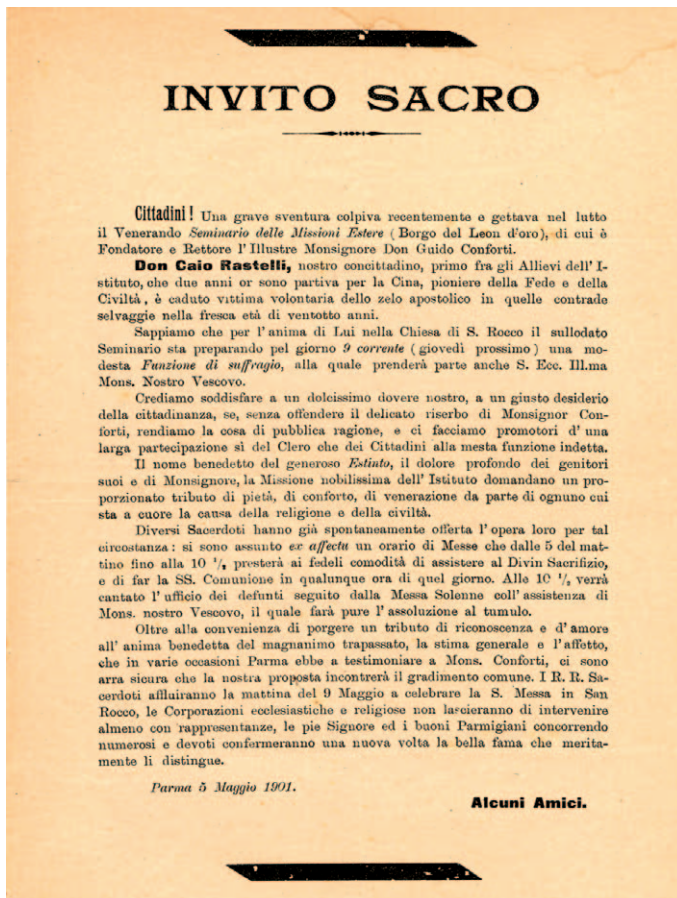 INVITO SACRO
Cittadini! Una grave sventura colpiva recentemente e gettava nel lutto
il Venerando Seminario delle Missioni Estere (Borgo del Leon d'oro), di cui è
Fondatore e Rettore l'Illustre Monsignore Don Guido Conforti.
Don Caio Rastelli, nostro concittadino, primo fra gli Allievi dell'I-
stituto, che due anni or sono partiva per la Cina, pioniere della Fede e della
Civiltà, è caduto vittima volontaria dello zelo apostolico in quelle contrade
selvaggie nella fresca età di ventotto anni.
Sappiamo che per l'anima di Lui nella Chiesa di S. Rocco il sullodato
Seminario sta preparando pel giorno 9 corrente (giovedì prossimo) una mo-
desta Funzione di suffragio, alla quale prenderà parte anche S. Ecc. Ill.ma
Mons. Nostro Vescovo.
Crediamo soddisfare a un dolcissimo dovere nostro, a un giusto desiderio
della cittadinanza, se, senza offendere il delicato riserbo di Monsignor Con-
forti, rendiamo la cosa di pubblica ragione, e ci facciamo promotori d'una
larga partecipazione sì del Clero che dei Cittadini alla mesta funzione indetta.
Il nome benedetto del generoso Estinto, il dolore profondo dei genitori
suoi e di Monsignore, la Missione nobilissima dell'Istituto domandano un pro-
porzionato tributo di pietà, di conforto, di venerazione da parte di ognuno cui
sta a cuore la causa della religione e della civiltà.
Diversi Sacerdoti hanno già spontaneamente offerta l'opera loro per tal
circostanza: si sono assunto ex affectu un orario di Messe che dalle 5 del mat-
tino fino alla 10 1/2 presterà ai fedeli comodità di assistere al Divin Sacrifizio,
e di far la SS. Comunione in qualunque ora di quel giorno. Alle 10 1/2 verrà
cantato l'ufficio dei defunti seguito dalla Messa Solenne coll'assistenza di
Mons. nostro Vescovo, il quale farà pure l'assoluzione al tumulo.
Oltre alla convenienza di porgere un tributo di riconoscenza e d'amore
all'anima benedetta del magnanimo trapassato, la stima generale e l'affetto,
che in varie occasioni Parma ebbe a testimoniare a Mons. Conforti, ci sono
arra sicura che la nostra proposta incontrerà il gradimento comune. I R. R. Sa-
cerdoti affluiranno la mattina del 9 Maggio a celebrare la S. Messa in San
Rocco, le Corporazioni ecclesiastiche e religiose non lascieranno di intervenire
almeno con rappresentanze, le pie Signore ed i buoni Parmigiani concorrendo
numerosi e devoti confermeranno una nuova volta la bella fama che merita-
mente li distingue.
Parma 5 Maggio 1901.
Alcuni Amici.